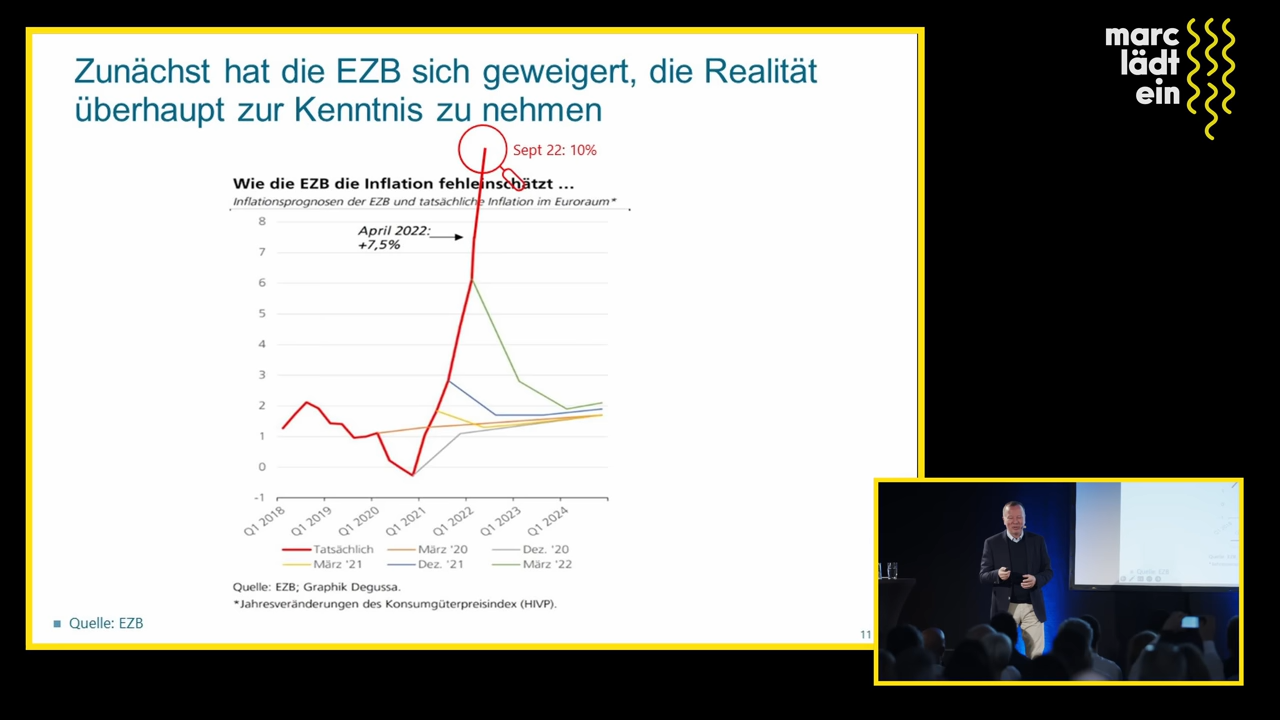 Zunächst hat die EZB sich geweigert, die Realität
überhaupt zur Kenntnis zu nehmen
marc
lädt
ein
Sept 22: 10%
Wie die EZB die Inflation fehleinschätzt ...
Inflationsprognosen der EZB und tatsächliche Inflation im Euroraum*
8
April 2022:
+7,5%
7
6
5
4
3
2
1
0
-1
Q1 2018
Q1 2019
Q1 2020
Q1 2021
Q1 2022
Q1 2023
Q1 2024
Tatsächlich März '20 Dez. '20
März '21 Dez. '21 März '22
Quelle: EZB; Graphik Degussa.
*Jahresveränderungen des Konsumgüterpreisindex (HIVP).
Quelle: EZB
11